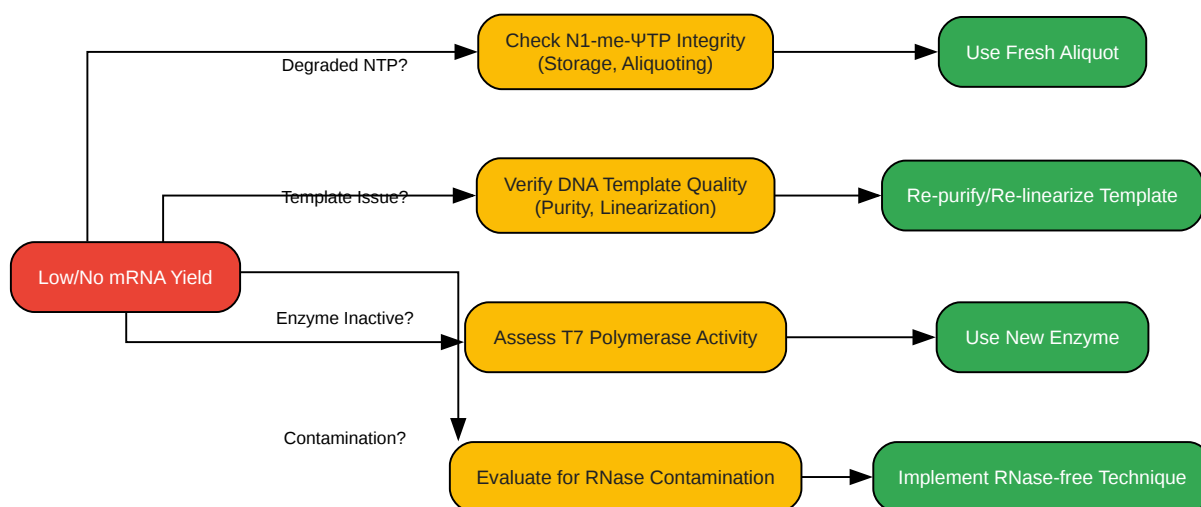 Degraded NTP?
Check N1-me-ΨTP Integrity
(Storage, Aliquoting)
Use Fresh Aliquot
Template Issue?
Verify DNA Template Quality
(Purity, Linearization)
Re-purify/Re-linearize Template
Low/No mRNA Yield
Enzyme Inactive?
Assess T7 Polymerase Activity
Use New Enzyme
Contamination?
Evaluate for RNase Contamination
Implement RNase-free Technique